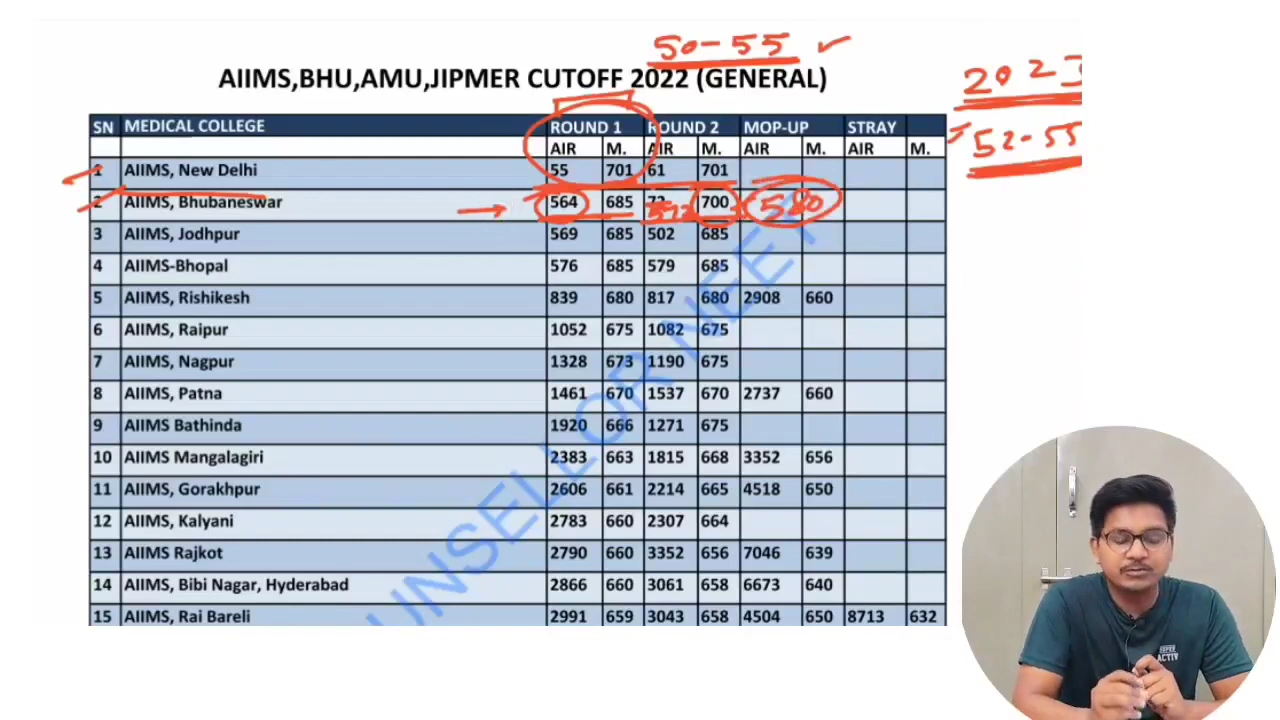 50-55 ✓
AIIMS,BHU,AMU,JIPMER CUTOFF 2022 (GENERAL)
2023
52-55
SN MEDICAL COLLEGE ROUND 1 ROUND 2 MOP-UP STRAY
AIR M. AIR M. AIR M. AIR M.
1 AIIMS, New Delhi 55 701 61 701
2 AIIMS, Bhubaneswar 564 685 700 580
3 AIIMS, Jodhpur 569 685 502 685
4 AIIMS-Bhopal 576 685 579 685
5 AIIMS, Rishikesh 839 680 817 680 2908 660
6 AIIMS, Raipur 1052 675 1082 675
7 AIIMS, Nagpur 1328 673 1190 675
8 AIIMS, Patna 1461 670 1537 670 2737 660
9 AIIMS Bathinda 1920 666 1271 675
10 AIIMS Mangalagiri 2383 663 1815 668 3352 656
11 AIIMS, Gorakhpur 2606 661 2214 665 4518 650
12 AIIMS, Kalyani 2783 660 2307 664
13 AIIMS Rajkot 2790 660 3352 656 7046 639
14 AIIMS, Bibi Nagar, Hyderabad 2866 660 3061 658 6673 640
15 AIIMS, Rai Bareli 2991 659 3043 658 4504 650 8713 632
UNSELLOR NEET
SUPER
ACTIV